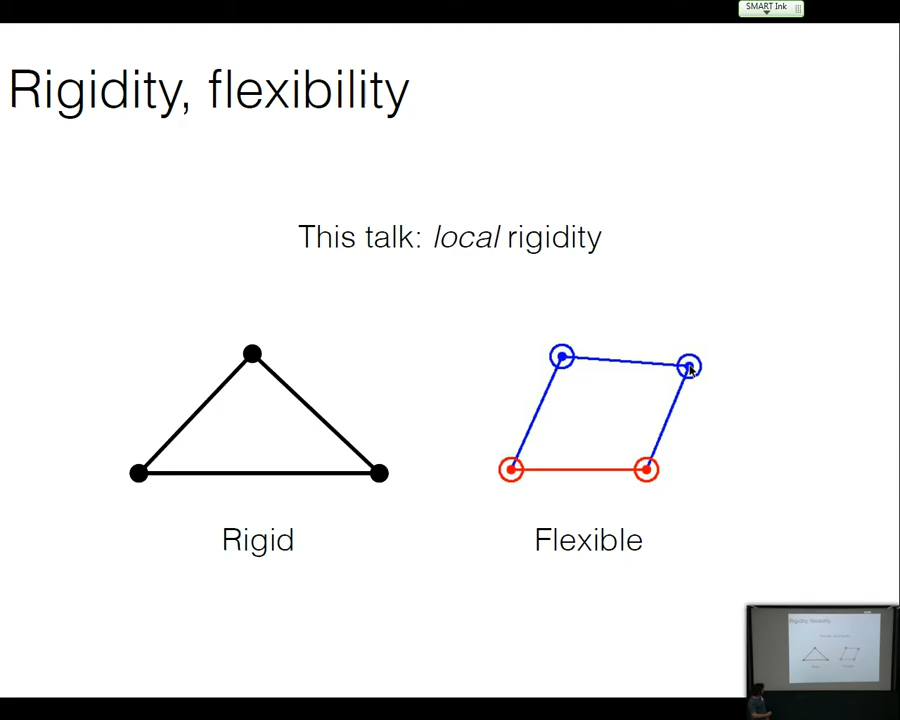 SMART Ink
Rigidity, flexibility
This talk: local rigidity
Rigid
Flexible